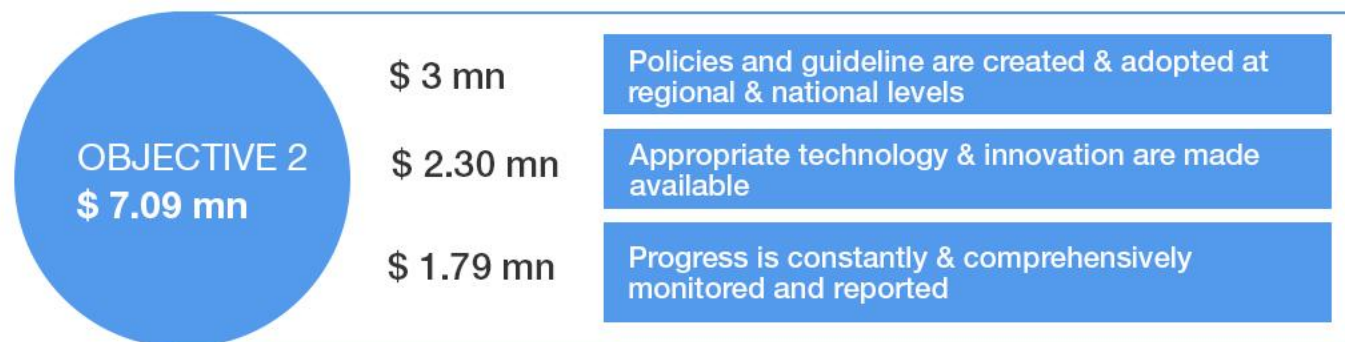 OBJECTIVE 2
$ 7.09 mn
$ 3 mn
Policies and guideline are created & adopted at
regional & national levels
$ 2.30 mn
Appropriate technology & innovation are made
available
$ 1.79 mn
Progress is constantly & comprehensively
monitored and reported